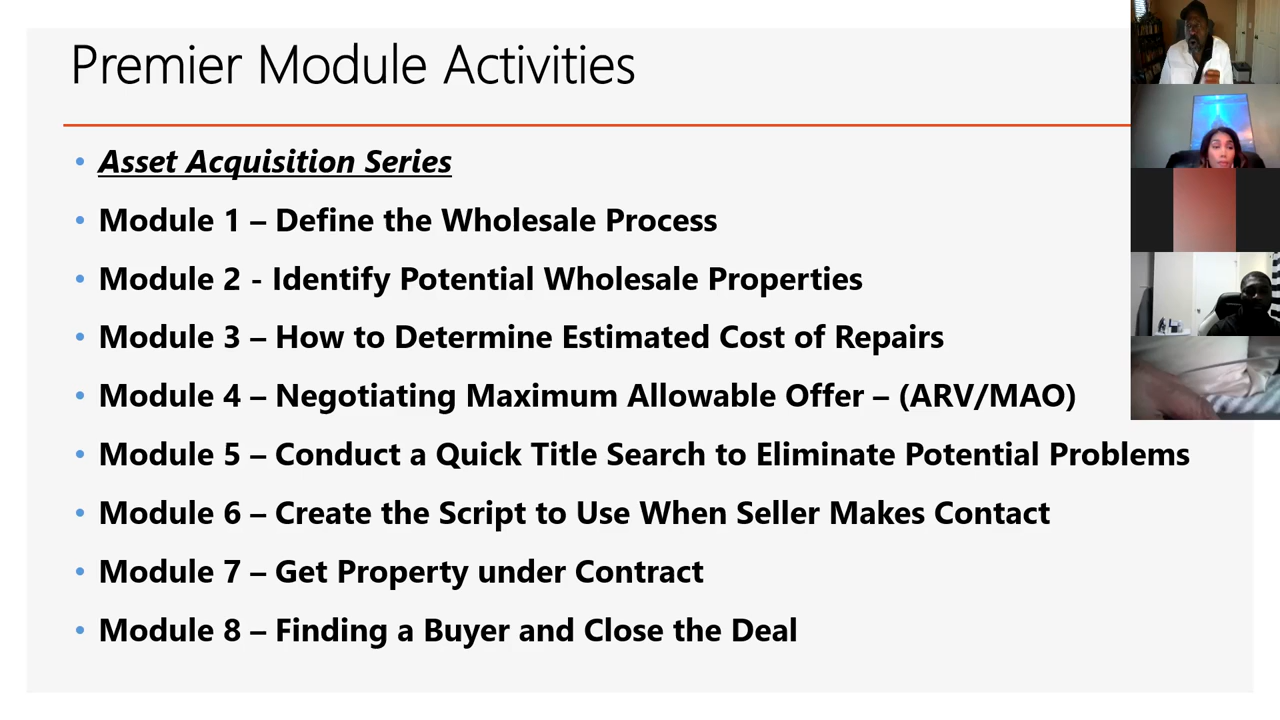 Premier Module Activities
• Asset Acquisition Series
• Module 1 – Define the Wholesale Process
• Module 2 - Identify Potential Wholesale Properties
• Module 3 – How to Determine Estimated Cost of Repairs
• Module 4 – Negotiating Maximum Allowable Offer – (ARV/MAO)
• Module 5 – Conduct a Quick Title Search to Eliminate Potential Problems
• Module 6 – Create the Script to Use When Seller Makes Contact
• Module 7 – Get Property under Contract
• Module 8 – Finding a Buyer and Close the Deal